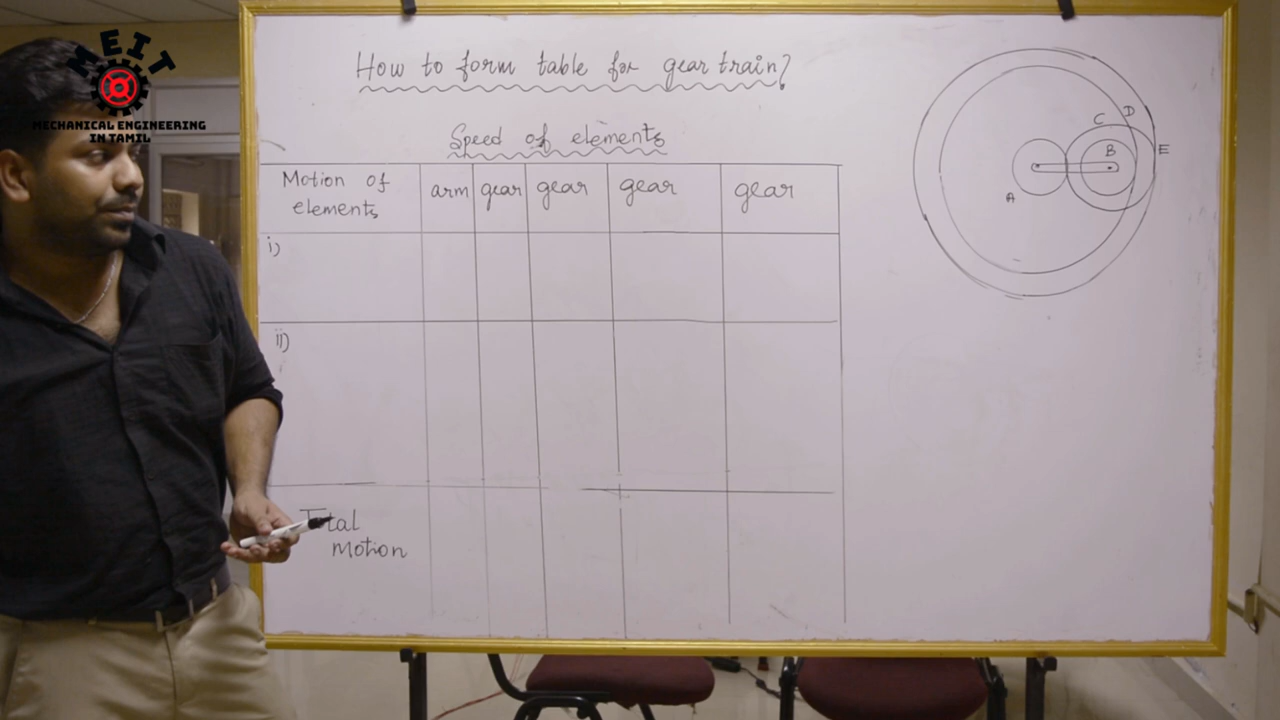 MEIT
MECHANICAL ENGINEERING
IN TAMIL
How to form table for gear train?
Speed of elements
Motion of
elements
arm
gear
gear
gear
gear
i)
ii)
Total
motion
C
D
B
E
A